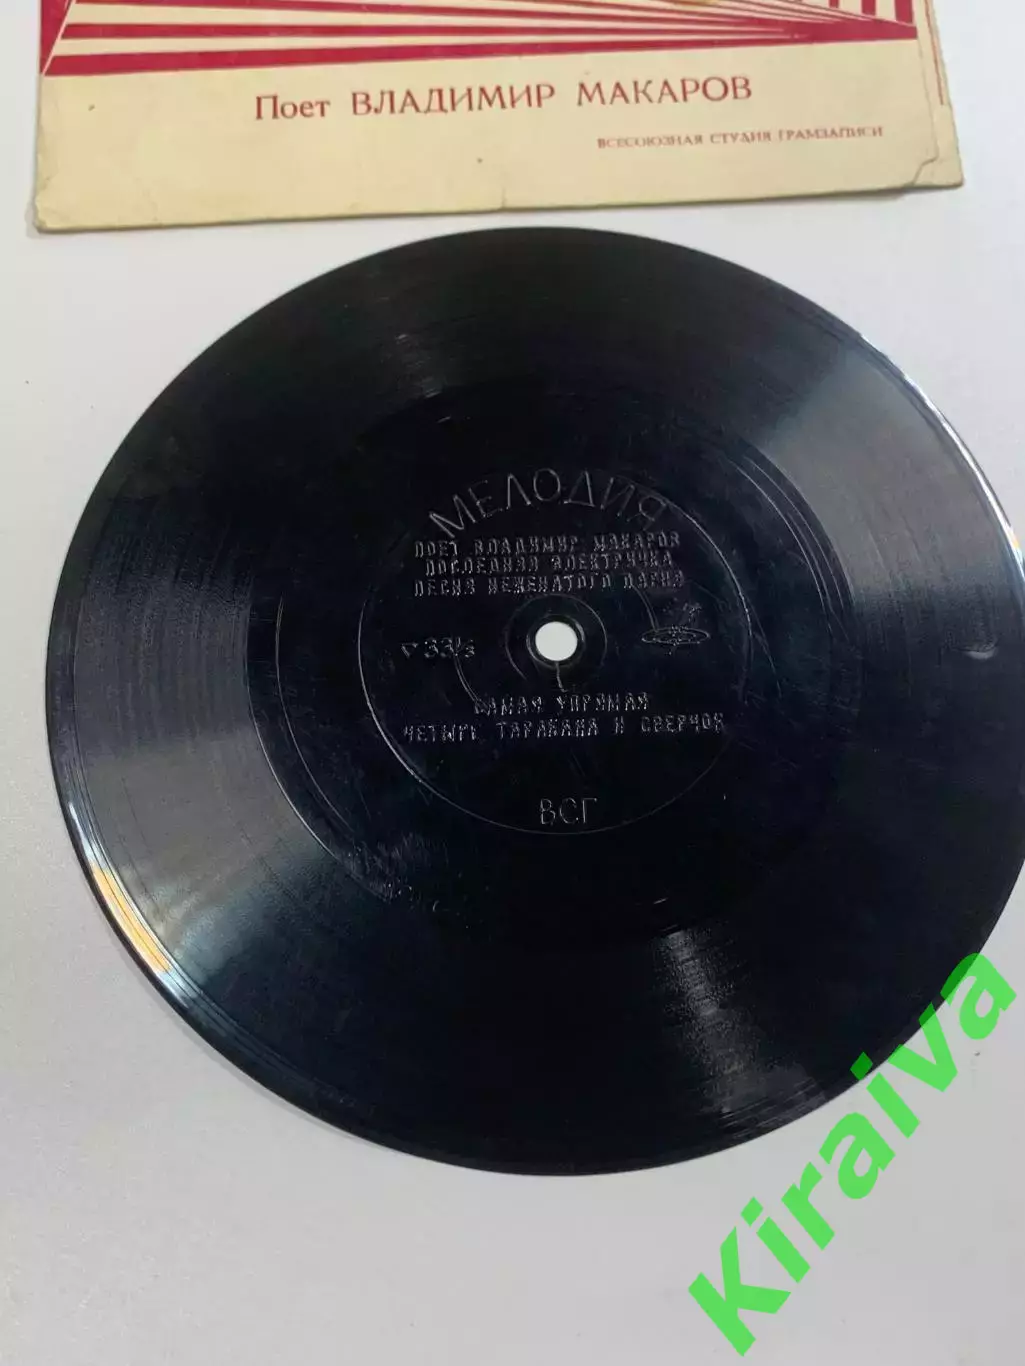 Поет ВЛАДИМИР МАКАРОВ
ВСЕСОЮЗНАЯ СТУДИЯ ГРАМЗАПИСИ
МЕЛОДИЯ
ПОЕТ ВЛАДИМИР МАКАРОВ
ПОСЛЕДНЯЯ ЭЛЕКТРИЧКА
ПЕСНЯ НЕЖЕНАТОГО ПАРНЯ
33⅓
1
САМАЯ УПРЯМАЯ
ЧЕТЫРЕ ТАРАКАНА И СВЕРЧОК
ВСГ
Kiraiva